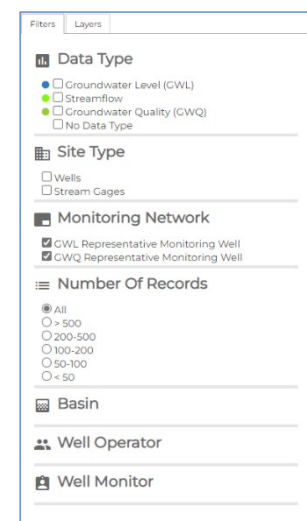 Filters Layers
Data Type
Groundwater Level (GWL)
Streamflow
Groundwater Quality (GWQ)
No Data Type
Site Type
Wells
Stream Gages
Monitoring Network
GWL Representative Monitoring Well
GWQ Representative Monitoring Well
Number Of Records
All
> 500
200-500
100-200
50-100
< 50
Basin
Well Operator
Well Monitor